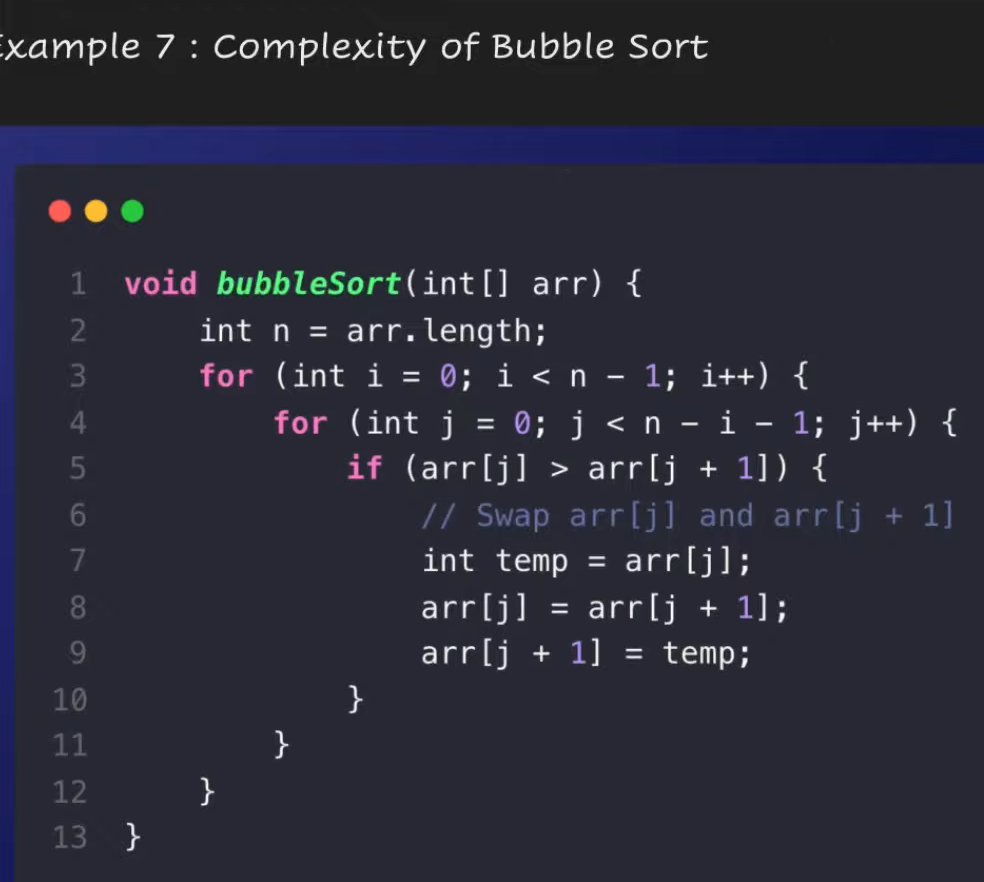 Example 7 : Complexity of Bubble Sort
1 void bubbleSort(int[] arr) {
2 int n = arr.length;
3 for (int i = 0; i < n - 1; i++) {
4 for (int j = 0; j < n - i - 1; j++) {
5 if (arr[j] > arr[j + 1]) {
6 // Swap arr[j] and arr[j + 1]
7 int temp = arr[j];
8 arr[j] = arr[j + 1];
9 arr[j + 1] = temp;
10 }
11 }
12 }
13 }